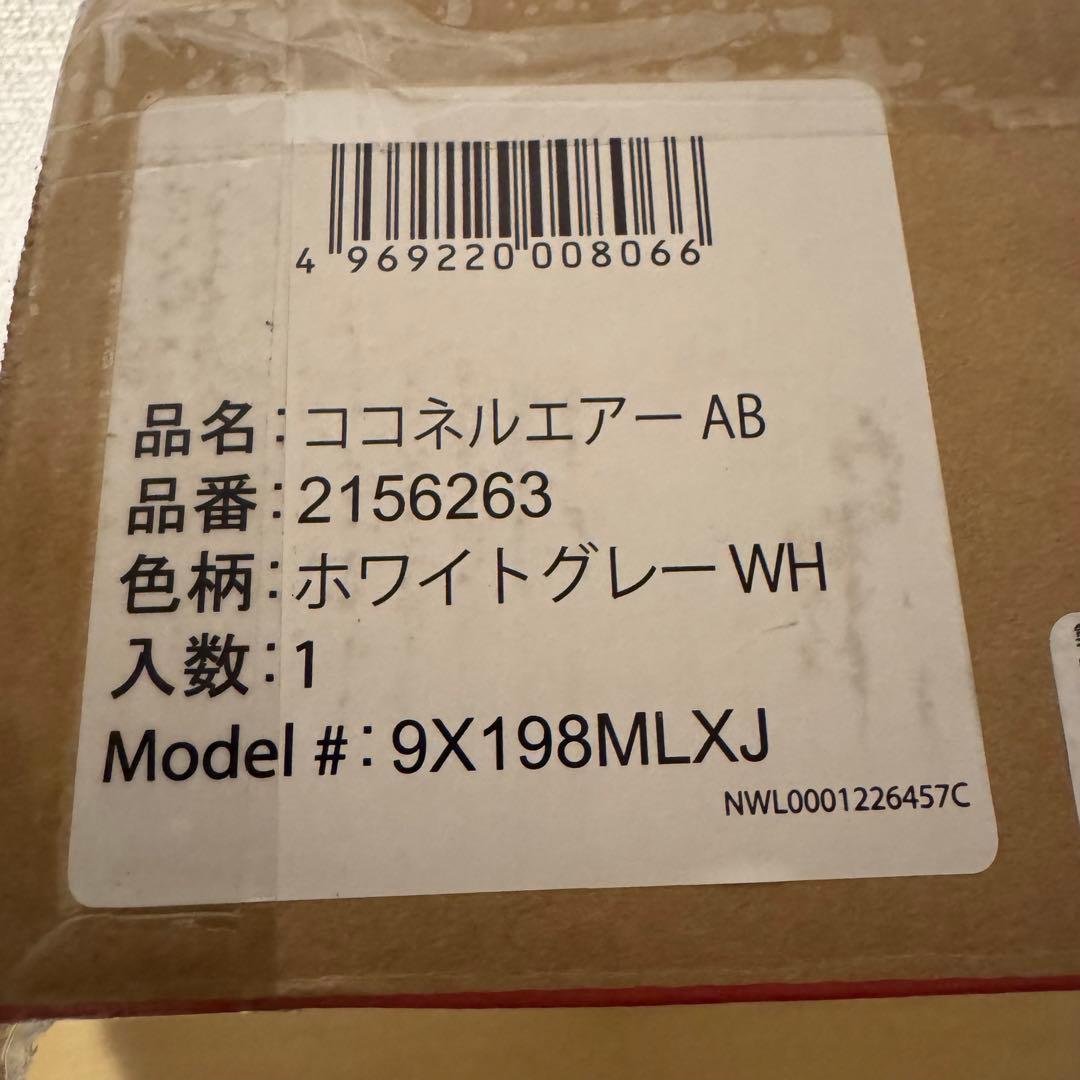 4 969220 008066
品名:ココネルエアー AB
品番:2156263
色柄:ホワイトグレー WH
入数:1
Model #:9X198MLXJ
NWL0001226457C